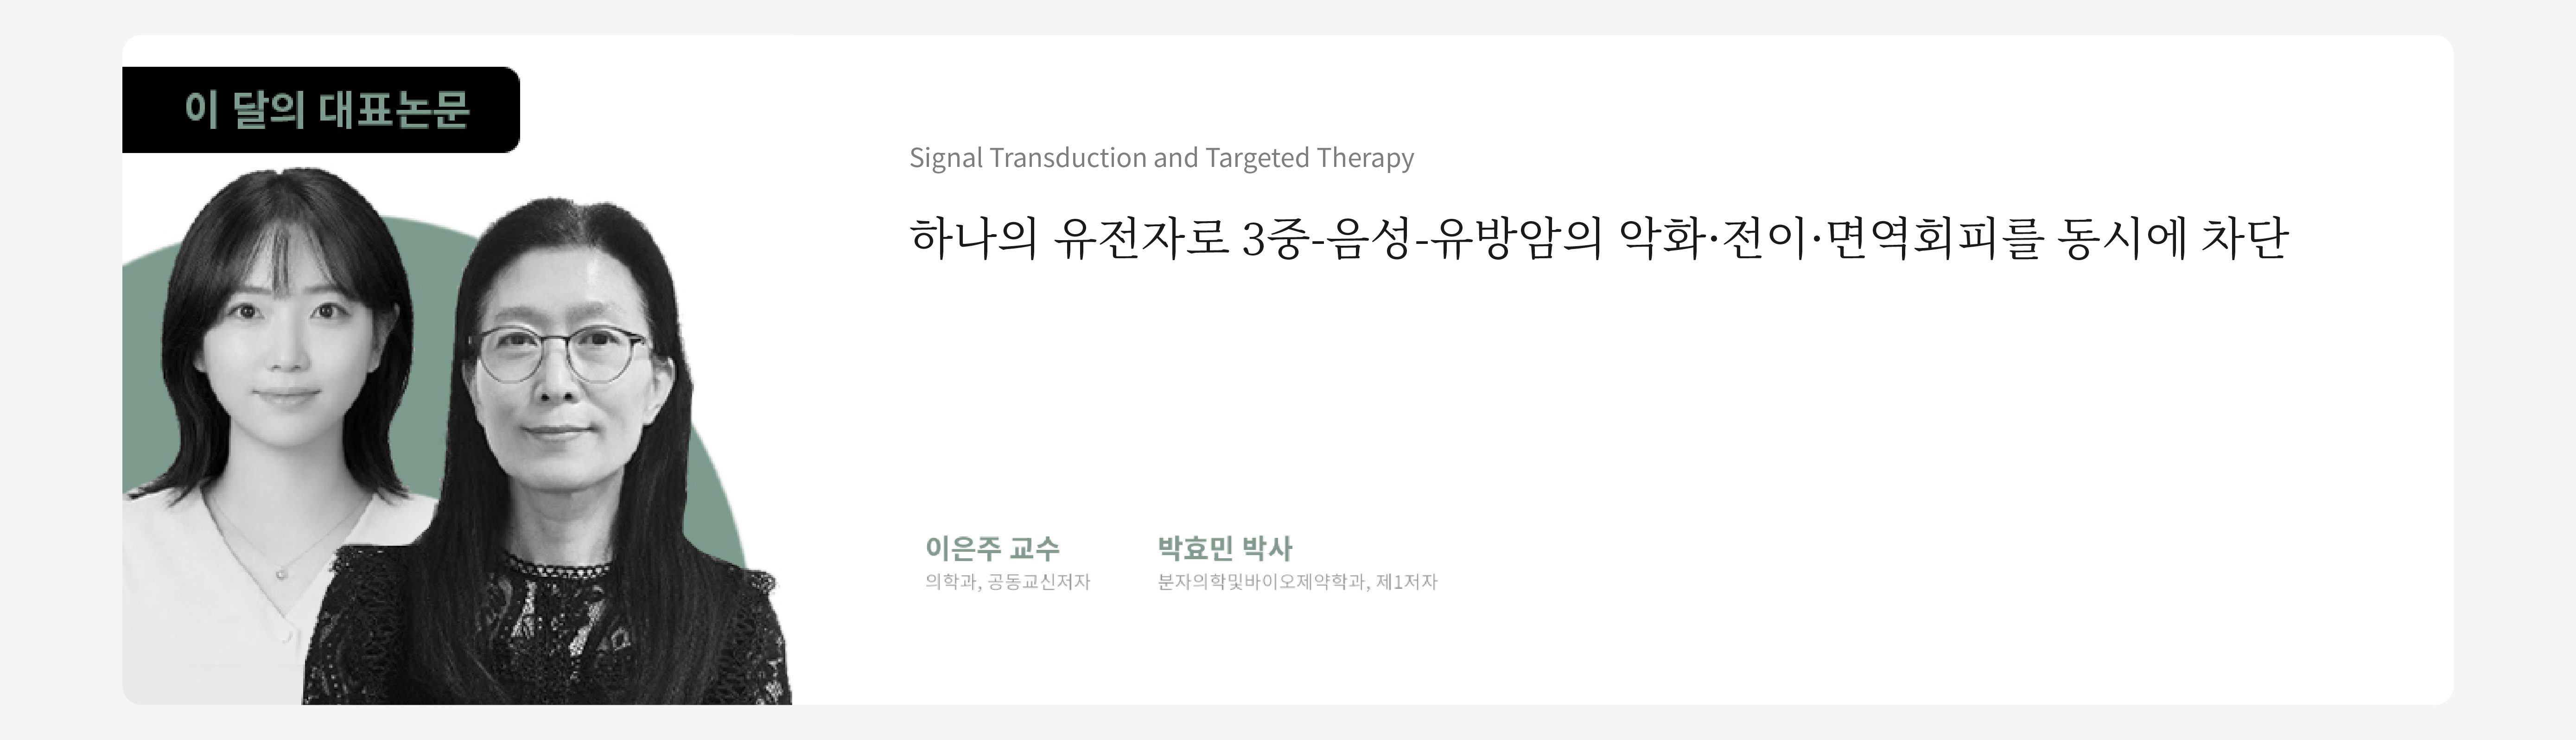 이 달의 대표논문
Signal Transduction and Targeted Therapy
하나의 유전자로 3중-음성-유방암의 악화·전이·면역회피를 동시에 차단
이은주 교수
의학과, 공동교신저자
박효민 박사
분자의학및바이오제약학과, 제1저자